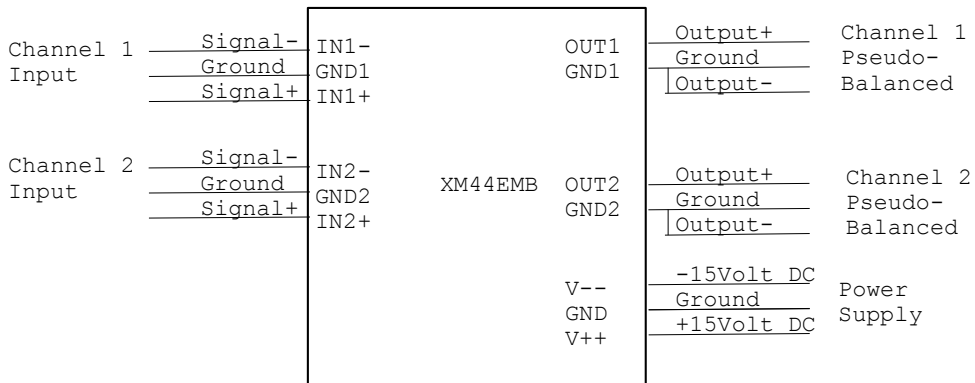 Channel 1
Input
Signal-
Ground
Signal+
IN1-
GND1
IN1+
Channel 2
Input
Signal-
Ground
Signal+
IN2-
GND2
IN2+
XM44EMB
OUT1
GND1
Output+
Ground
Output-
Channel 1
Pseudo-
Balanced
OUT2
GND2
Output+
Ground
Output-
Channel 2
Pseudo-
Balanced
V--
GND
V++
-15Volt DC
Ground
+15Volt DC
Power
Supply